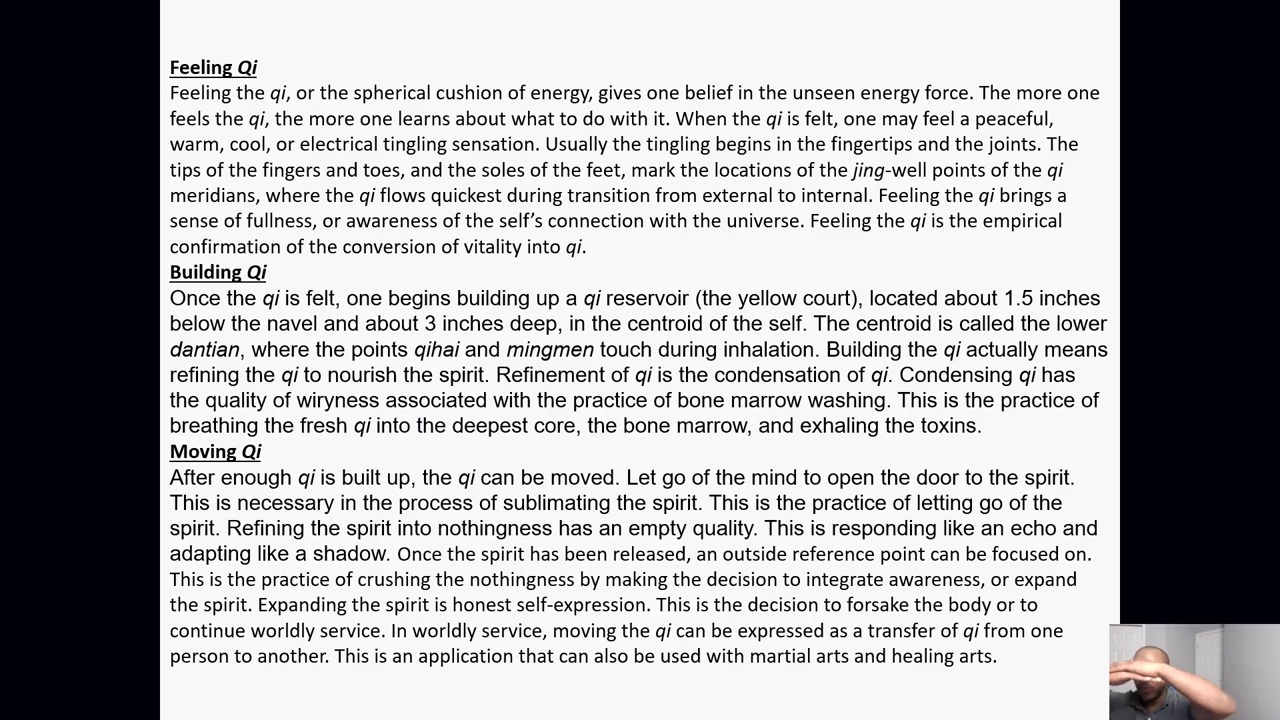 Feeling Qi
Feeling the qi, or the spherical cushion of energy, gives one belief in the unseen energy force. The more one
feels the qi, the more one learns about what to do with it. When the qi is felt, one may feel a peaceful,
warm, cool, or electrical tingling sensation. Usually the tingling begins in the fingertips and the joints. The
tips of the fingers and toes, and the soles of the feet, mark the locations of the jing-well points of the qi
meridians, where the qi flows quickest during transition from external to internal. Feeling the qi brings a
sense of fullness, or awareness of the self’s connection with the universe. Feeling the qi is the empirical
confirmation of the conversion of vitality into qi.
Building Qi
Once the qi is felt, one begins building up a qi reservoir (the yellow court), located about 1.5 inches
below the navel and about 3 inches deep, in the centroid of the self. The centroid is called the lower
dantian, where the points qihai and mingmen touch during inhalation. Building the qi actually means
refining the qi to nourish the spirit. Refinement of qi is the condensation of qi. Condensing qi has
the quality of wiryness associated with the practice of bone marrow washing. This is the practice of
breathing the fresh qi into the deepest core, the bone marrow, and exhaling the toxins.
Moving Qi
After enough qi is built up, the qi can be moved. Let go of the mind to open the door to the spirit.
This is necessary in the process of sublimating the spirit. This is the practice of letting go of the
spirit. Refining the spirit into nothingness has an empty quality. This is responding like an echo and
adapting like a shadow. Once the spirit has been released, an outside reference point can be focused on.
This is the practice of crushing the nothingness by making the decision to integrate awareness, or expand
the spirit. Expanding the spirit is honest self-expression. This is the decision to forsake the body or to
continue worldly service. In worldly service, moving the qi can be expressed as a transfer of qi from one
person to another. This is an application that can also be used with martial arts and healing arts.